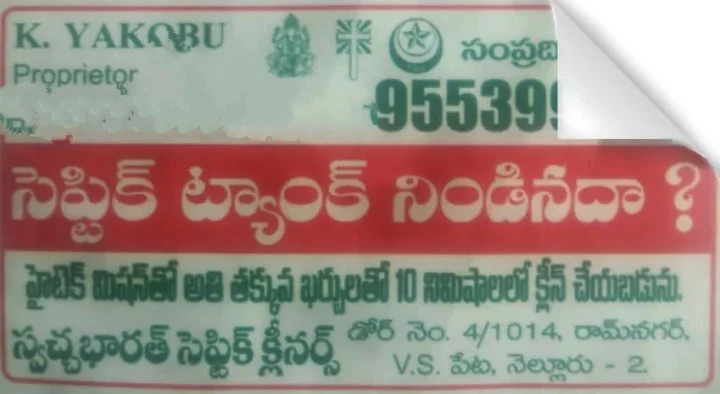 K. YAKOBU
Proprietor
సంప్రది
955399
సెప్టిక్ ట్యాంక్ నిండినదా ?
హైటెక్ మిషన్‌తో అతి తక్కువ ఖర్చులతో 10 నిమిషాలలో క్లీన్ చేయబడును.
స్వచ్ఛభారత్ సెప్టిక్ క్లీనర్స్
డోర్ నెం. 4/1014, రామ్‌నగర్,
V.S. పేట, నెల్లూరు - 2